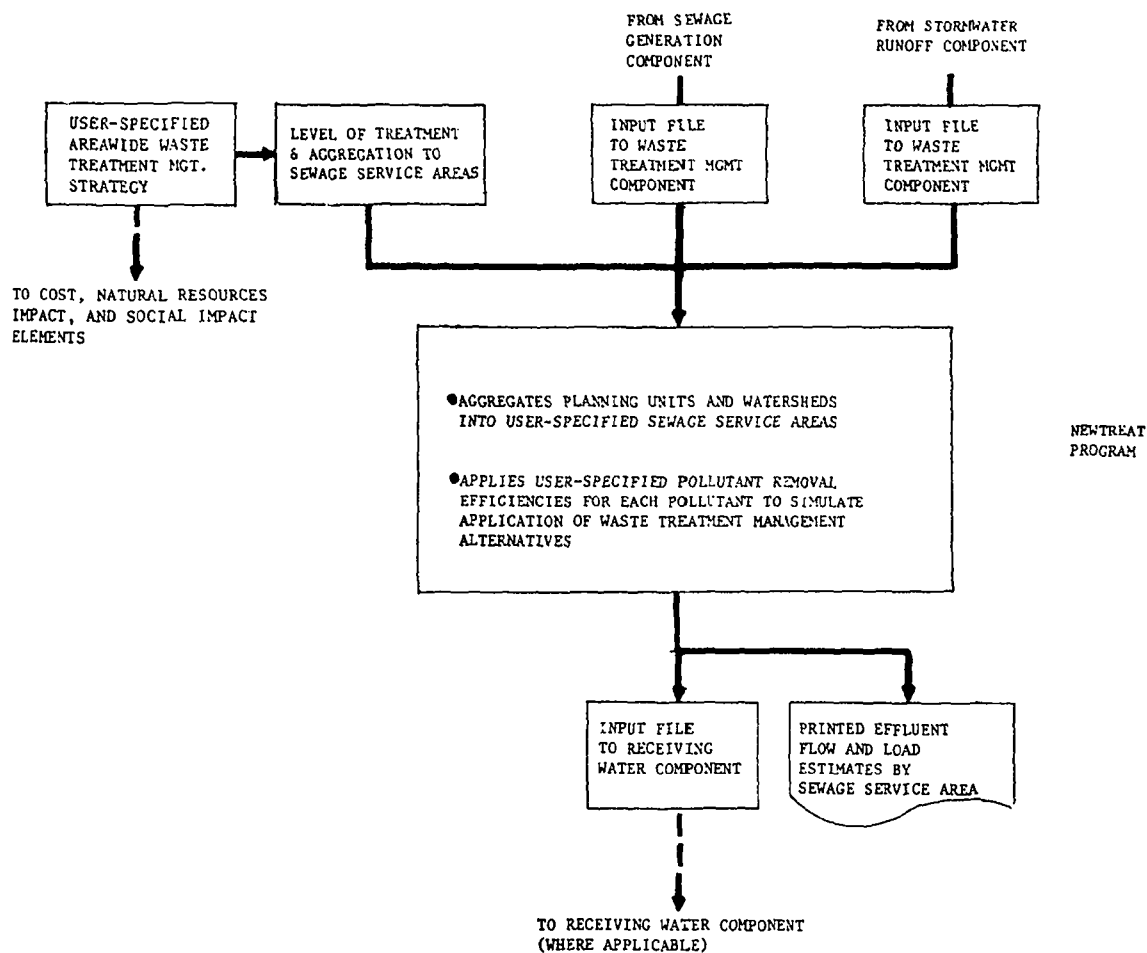 FROM SEWAGE
GENERATION
COMPONENT
FROM STORMWATER
RUNOFF COMPONENT
USER-SPECIFIED
AREAWIDE WASTE
TREATMENT MGT.
STRATEGY
LEVEL OF TREATMENT
& AGGREGATION TO
SEWAGE SERVICE AREAS
INPUT FILE
TO WASTE
TREATMENT MGMT
COMPONENT
INPUT FILE
TO WASTE
TREATMENT MGMT
COMPONENT
TO COST, NATURAL RESOURCES
IMPACT, AND SOCIAL IMPACT
ELEMENTS
●AGGREGATES PLANNING UNITS AND WATERSHEDS
INTO USER-SPECIFIED SEWAGE SERVICE AREAS
●APPLIES USER-SPECIFIED POLLUTANT REMOVAL
EFFICIENCIES FOR EACH POLLUTANT TO SIMULATE
APPLICATION OF WASTE TREATMENT MANAGEMENT
ALTERNATIVES
NEWTREAT
PROGRAM
INPUT FILE
TO RECEIVING
WATER COMPONENT
PRINTED EFFLUENT
FLOW AND LOAD
ESTIMATES BY
SEWAGE SERVICE AREA
TO RECEIVING WATER COMPONENT
(WHERE APPLICABLE)